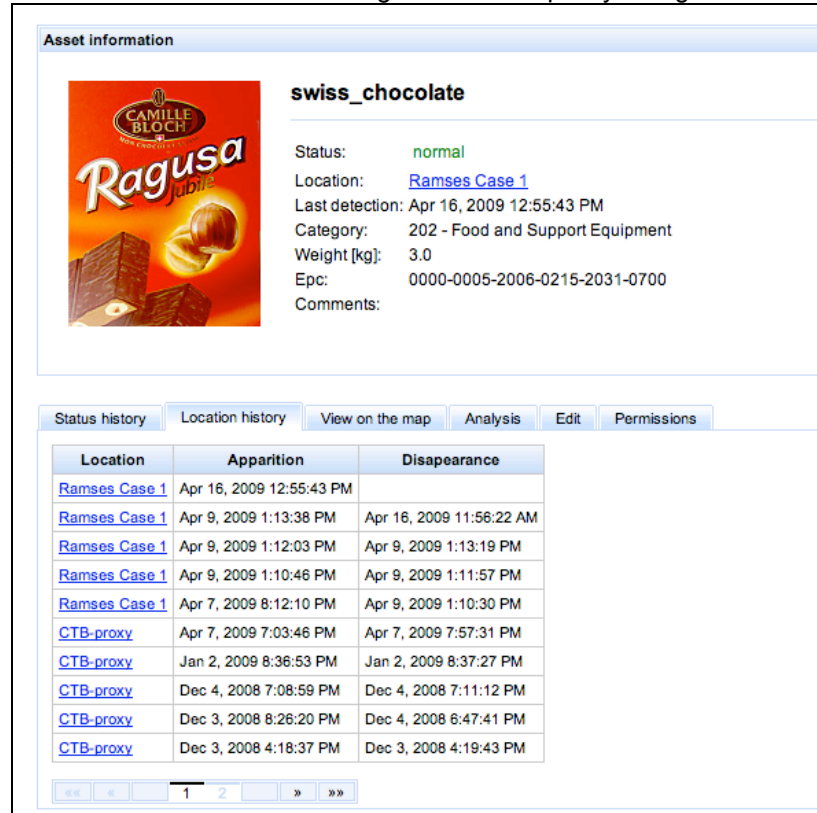 Asset information
CAMILLE
BLOCH
MON CHOCOLAT SUISSE
Ragusa
Jubilé
swiss_chocolate
Status: normal
Location: Ramses Case 1
Last detection: Apr 16, 2009 12:55:43 PM
Category: 202 - Food and Support Equipment
Weight [kg]: 3.0
Epc: 0000-0005-2006-0215-2031-0700
Comments:
Status history Location history View on the map Analysis Edit Permissions
Location Apparition Disapearance
Ramses Case 1 Apr 16, 2009 12:55:43 PM
Ramses Case 1 Apr 9, 2009 1:13:38 PM Apr 16, 2009 11:56:22 AM
Ramses Case 1 Apr 9, 2009 1:12:03 PM Apr 9, 2009 1:13:19 PM
Ramses Case 1 Apr 9, 2009 1:10:46 PM Apr 9, 2009 1:11:57 PM
Ramses Case 1 Apr 7, 2009 8:12:10 PM Apr 9, 2009 1:10:30 PM
CTB-proxy Apr 7, 2009 7:03:46 PM Apr 7, 2009 7:57:31 PM
CTB-proxy Jan 2, 2009 8:36:53 PM Jan 2, 2009 8:37:27 PM
CTB-proxy Dec 4, 2008 7:08:59 PM Dec 4, 2008 7:11:12 PM
CTB-proxy Dec 3, 2008 8:26:20 PM Dec 4, 2008 6:47:41 PM
CTB-proxy Dec 3, 2008 4:18:37 PM Dec 3, 2008 4:19:43 PM
«« « 1 2 » »»